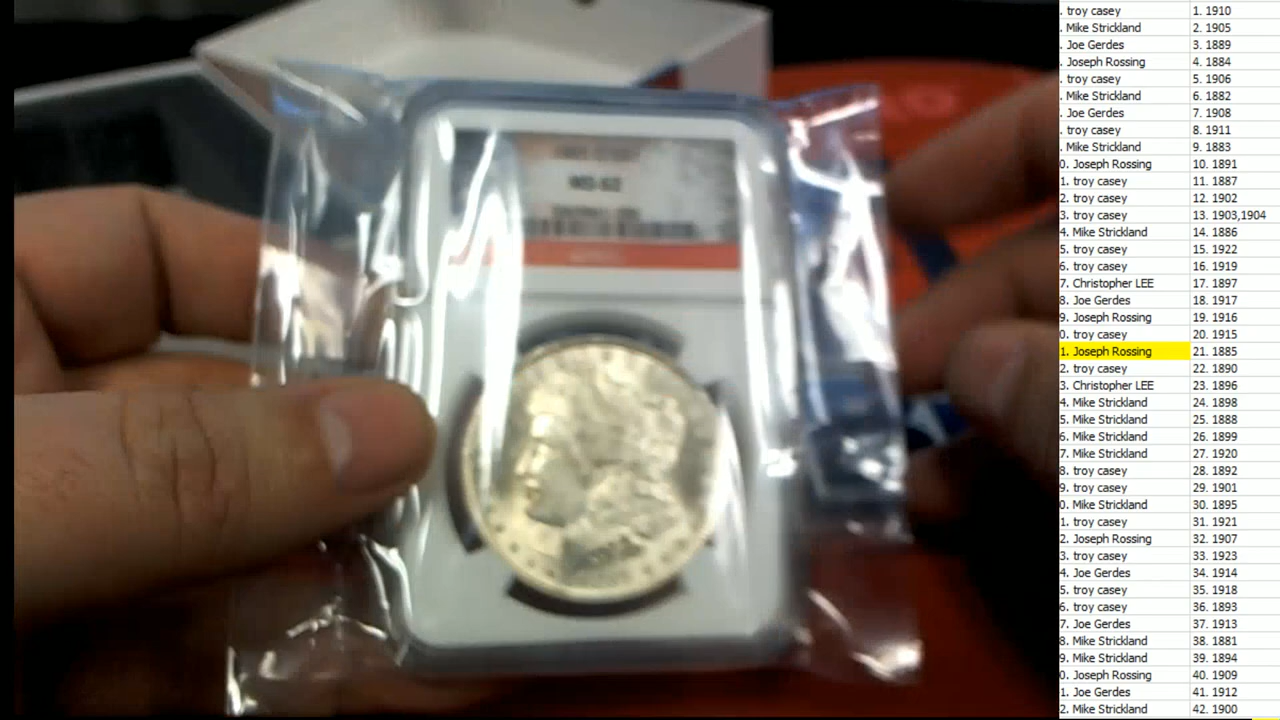 MS 62
. troy casey 1. 1910
. Mike Strickland 2. 1905
. Joe Gerdes 3. 1889
. Joseph Rossing 4. 1884
. troy casey 5. 1906
. Mike Strickland 6. 1882
. Joe Gerdes 7. 1908
. troy casey 8. 1911
. Mike Strickland 9. 1883
0. Joseph Rossing 10. 1891
1. troy casey 11. 1887
2. troy casey 12. 1902
3. troy casey 13. 1903,1904
4. Mike Strickland 14. 1886
5. troy casey 15. 1922
6. troy casey 16. 1919
7. Christopher LEE 17. 1897
8. Joe Gerdes 18. 1917
9. Joseph Rossing 19. 1916
0. troy casey 20. 1915
1. Joseph Rossing 21. 1885
2. troy casey 22. 1890
3. Christopher LEE 23. 1896
4. Mike Strickland 24. 1898
5. Mike Strickland 25. 1888
6. Mike Strickland 26. 1899
7. Mike Strickland 27. 1920
8. troy casey 28. 1892
9. troy casey 29. 1901
0. Mike Strickland 30. 1895
1. troy casey 31. 1921
2. Joseph Rossing 32. 1907
3. troy casey 33. 1923
4. Joe Gerdes 34. 1914
5. troy casey 35. 1918
6. troy casey 36. 1893
7. Joe Gerdes 37. 1913
8. Mike Strickland 38. 1881
9. Mike Strickland 39. 1894
0. Joseph Rossing 40. 1909
1. Joe Gerdes 41. 1912
2. Mike Strickland 42. 1900